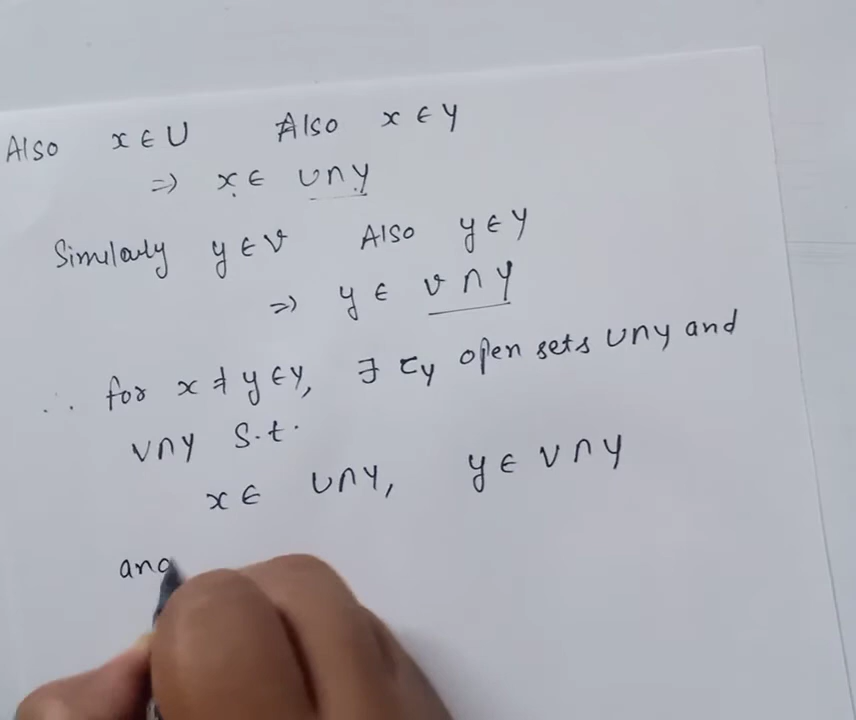 Also x ∈ U Also x ∈ Y
⇒ x ∈ U∩Y
Similarly y ∈ V Also y ∈ Y
⇒ y ∈ V ∩ Y
∴ for x ≠ y ∈ Y, ∃ τy open sets U∩Y and
V∩Y s.t.
x ∈ U∩Y, y ∈ V∩Y
and